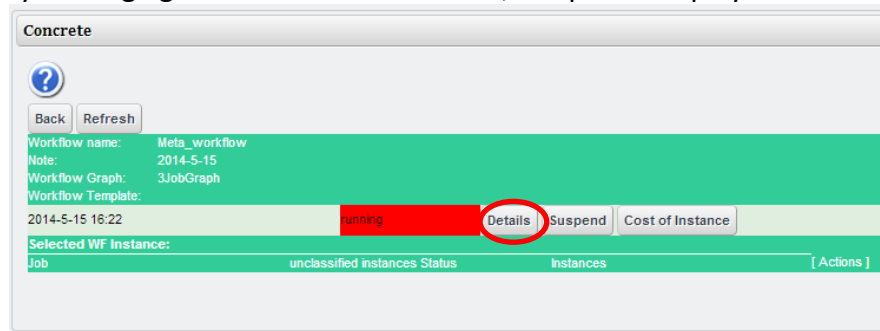 Concrete
?
Back Refresh
Workflow name: Meta_workflow
Note: 2014-5-15
Workflow Graph: 3JobGraph
Workflow Template:
2014-5-15 16:22 running Details Suspend Cost of Instance
Selected WF Instance:
Job unclassified instances Status Instances [ Actions ]